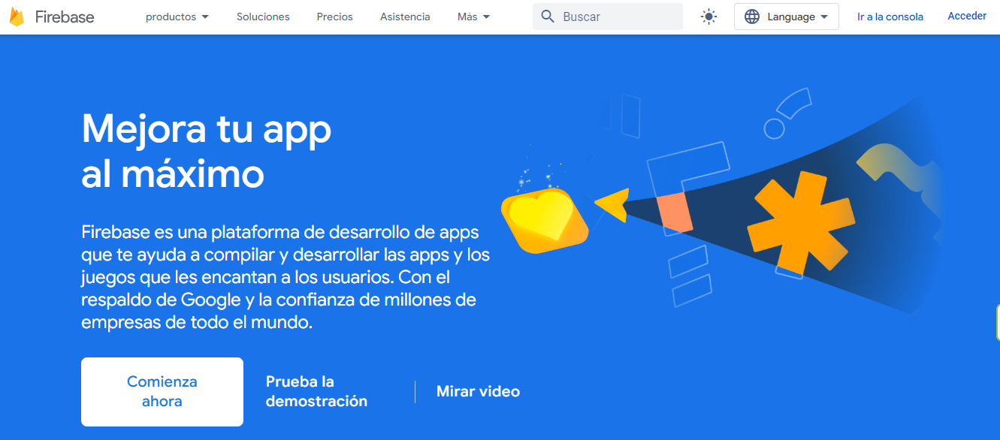 Firebase productos Soluciones Precios Asistencia Más Buscar Language Ir a la consola Acceder
Mejora tu app
al máximo
Firebase es una plataforma de desarrollo de apps
que te ayuda a compilar y desarrollar las apps y los
juegos que les encantan a los usuarios. Con el
respaldo de Google y la confianza de millones de
empresas de todo el mundo.
Comienza
ahora
Prueba la
demostración
Mirar video